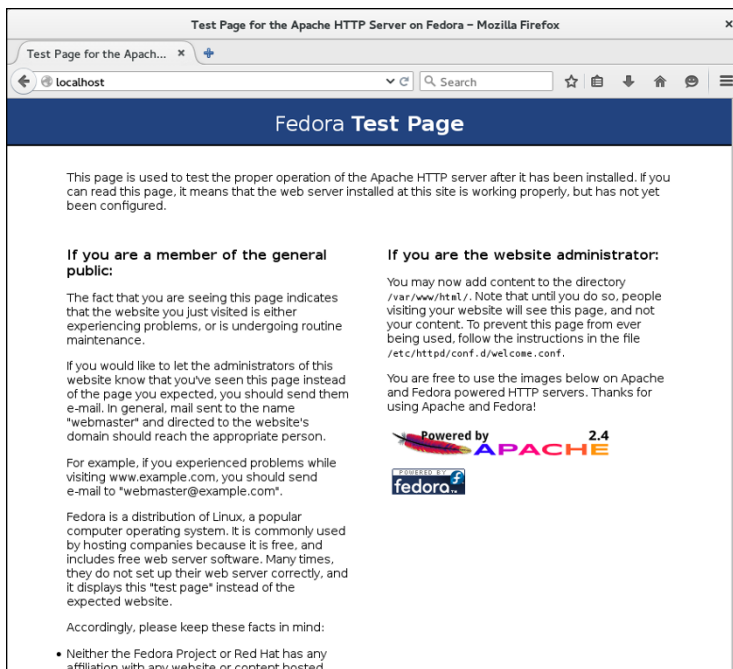 Test Page for the Apache HTTP Server on Fedora – Mozilla Firefox
Test Page for the Apach...
localhost
Search
Fedora Test Page
This page is used to test the proper operation of the Apache HTTP server after it has been installed. If you
can read this page, it means that the web server installed at this site is working properly, but has not yet
been configured.
If you are a member of the general
public:
The fact that you are seeing this page indicates
that the website you just visited is either
experiencing problems, or is undergoing routine
maintenance.
If you would like to let the administrators of this
website know that you've seen this page instead
of the page you expected, you should send them
e-mail. In general, mail sent to the name
"webmaster" and directed to the website's
domain should reach the appropriate person.
For example, if you experienced problems while
visiting www.example.com, you should send
e-mail to "webmaster@example.com".
Fedora is a distribution of Linux, a popular
computer operating system. It is commonly used
by hosting companies because it is free, and
includes free web server software. Many times,
they do not set up their web server correctly, and
it displays this "test page" instead of the
expected website.
Accordingly, please keep these facts in mind:
• Neither the Fedora Project or Red Hat has any
affiliation with any website or content hosted
If you are the website administrator:
You may now add content to the directory
/var/www/html/. Note that until you do so, people
visiting your website will see this page, and not
your content. To prevent this page from ever
being used, follow the instructions in the file
/etc/httpd/conf.d/welcome.conf.
You are free to use the images below on Apache
and Fedora powered HTTP servers. Thanks for
using Apache and Fedora!
Powered by 2.4
APACHE
POWERED BY
fedora™